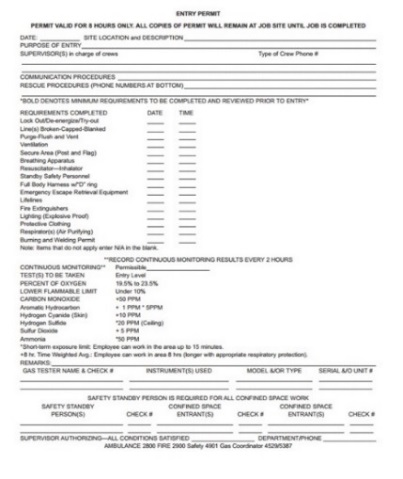 ENTRY PERMIT
PERMIT VALID FOR 8 HOURS ONLY. ALL COPIES OF PERMIT WILL REMAIN AT JOB SITE UNTIL JOB IS COMPLETED
DATE: SITE LOCATION and DESCRIPTION
PURPOSE OF ENTRY
SUPERVISOR(S) in charge of crews Type of Crew Phone #
COMMUNICATION PROCEDURES
RESCUE PROCEDURES (PHONE NUMBERS AT BOTTOM)
*BOLD DENOTES MINIMUM REQUIREMENTS TO BE COMPLETED AND REVIEWED PRIOR TO ENTRY*
REQUIREMENTS COMPLETED DATE TIME
Lock Out/De-energize/Try-out
Line(s) Broken-Capped-Blanked
Purge-Flush and Vent
Ventilation
Secure Area (Post and Flag)
Breathing Apparatus
Resuscitator—Inhalator
Standby Safety Personnel
Full Body Harness w/"D" ring
Emergency Escape Retrieval Equipment
Lifelines
Fire Extinguishers
Lighting (Explosive Proof)
Protective Clothing
Respirator(s) (Air Purifying)
Burning and Welding Permit
Note: Items that do not apply enter N/A in the blank.
**RECORD CONTINUOUS MONITORING RESULTS EVERY 2 HOURS
CONTINUOUS MONITORING** Permissible
TEST(S) TO BE TAKEN Entry Level
PERCENT OF OXYGEN 19.5% to 23.5%
LOWER FLAMMABLE LIMIT Under 10%
CARBON MONOXIDE +50 PPM
Aromatic Hydrocarbon + 1 PPM * 5PPM
Hydrogen Cyanide (Skin) +10 PPM
Hydrogen Sulfide *20 PPM (Ceiling)
Sulfur Dioxide + 5 PPM
Ammonia *50 PPM
*Short-term exposure limit: Employee can work in the area up to 15 minutes.
+8 hr. Time Weighted Avg.: Employee can work in area 8 hrs (longer with appropriate respiratory protection).
REMARKS:
GAS TESTER NAME & CHECK # INSTRUMENT(S) USED MODEL &/OR TYPE SERIAL &/O UNIT #
SAFETY STANDBY PERSON IS REQUIRED FOR ALL CONFINED SPACE WORK
SAFETY STANDBY CONFINED SPACE CONFINED SPACE
PERSON(S) CHECK # ENTRANT(S) CHECK # ENTRANT(S) CHECK #
SUPERVISOR AUTHORIZING—ALL CONDITIONS SATISFIED DEPARTMENT/PHONE
AMBULANCE 2800 FIRE 2900 Safety 4901 Gas Coordinator 4529/5387